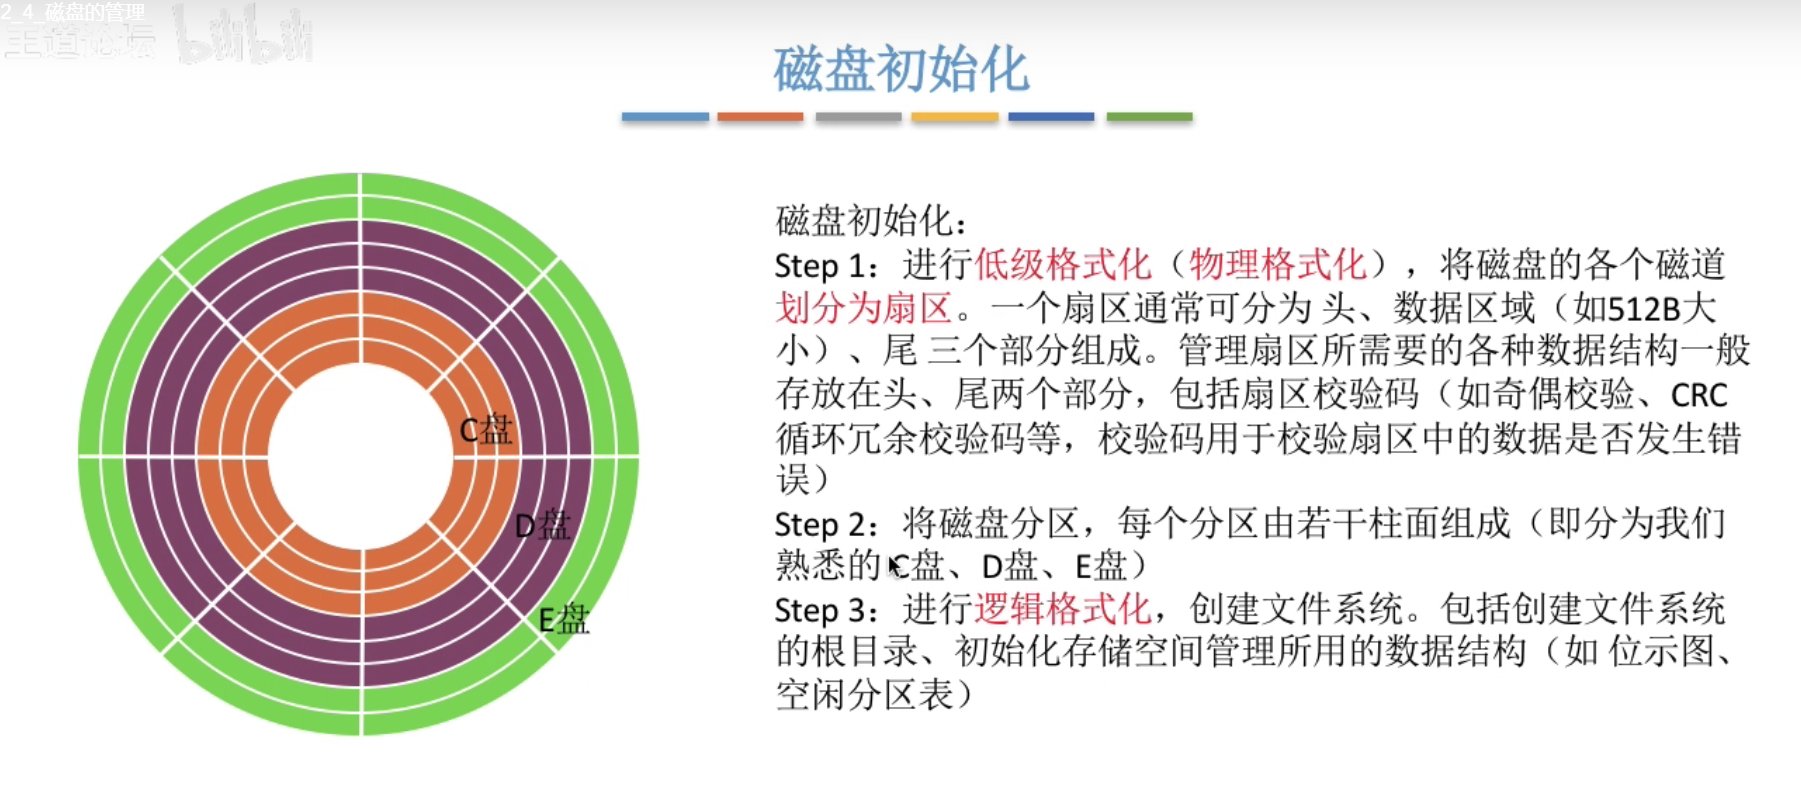 2_4_磁盘的管理
王道论坛 bilibili
磁盘初始化
磁盘初始化：
Step 1：进行低级格式化（物理格式化），将磁盘的各个磁道
划分为扇区。一个扇区通常可分为 头、数据区域（如512B大
小）、尾 三个部分组成。管理扇区所需要的各种数据结构一般
存放在头、尾两个部分，包括扇区校验码（如奇偶校验、CRC
循环冗余校验码等，校验码用于校验扇区中的数据是否发生错
误）
Step 2：将磁盘分区，每个分区由若干柱面组成（即分为我们
熟悉的 C盘、D盘、E盘）
Step 3：进行逻辑格式化，创建文件系统。包括创建文件系统
的根目录、初始化存储空间管理所用的数据结构（如 位示图、
空闲分区表）
C盘
D盘
E盘